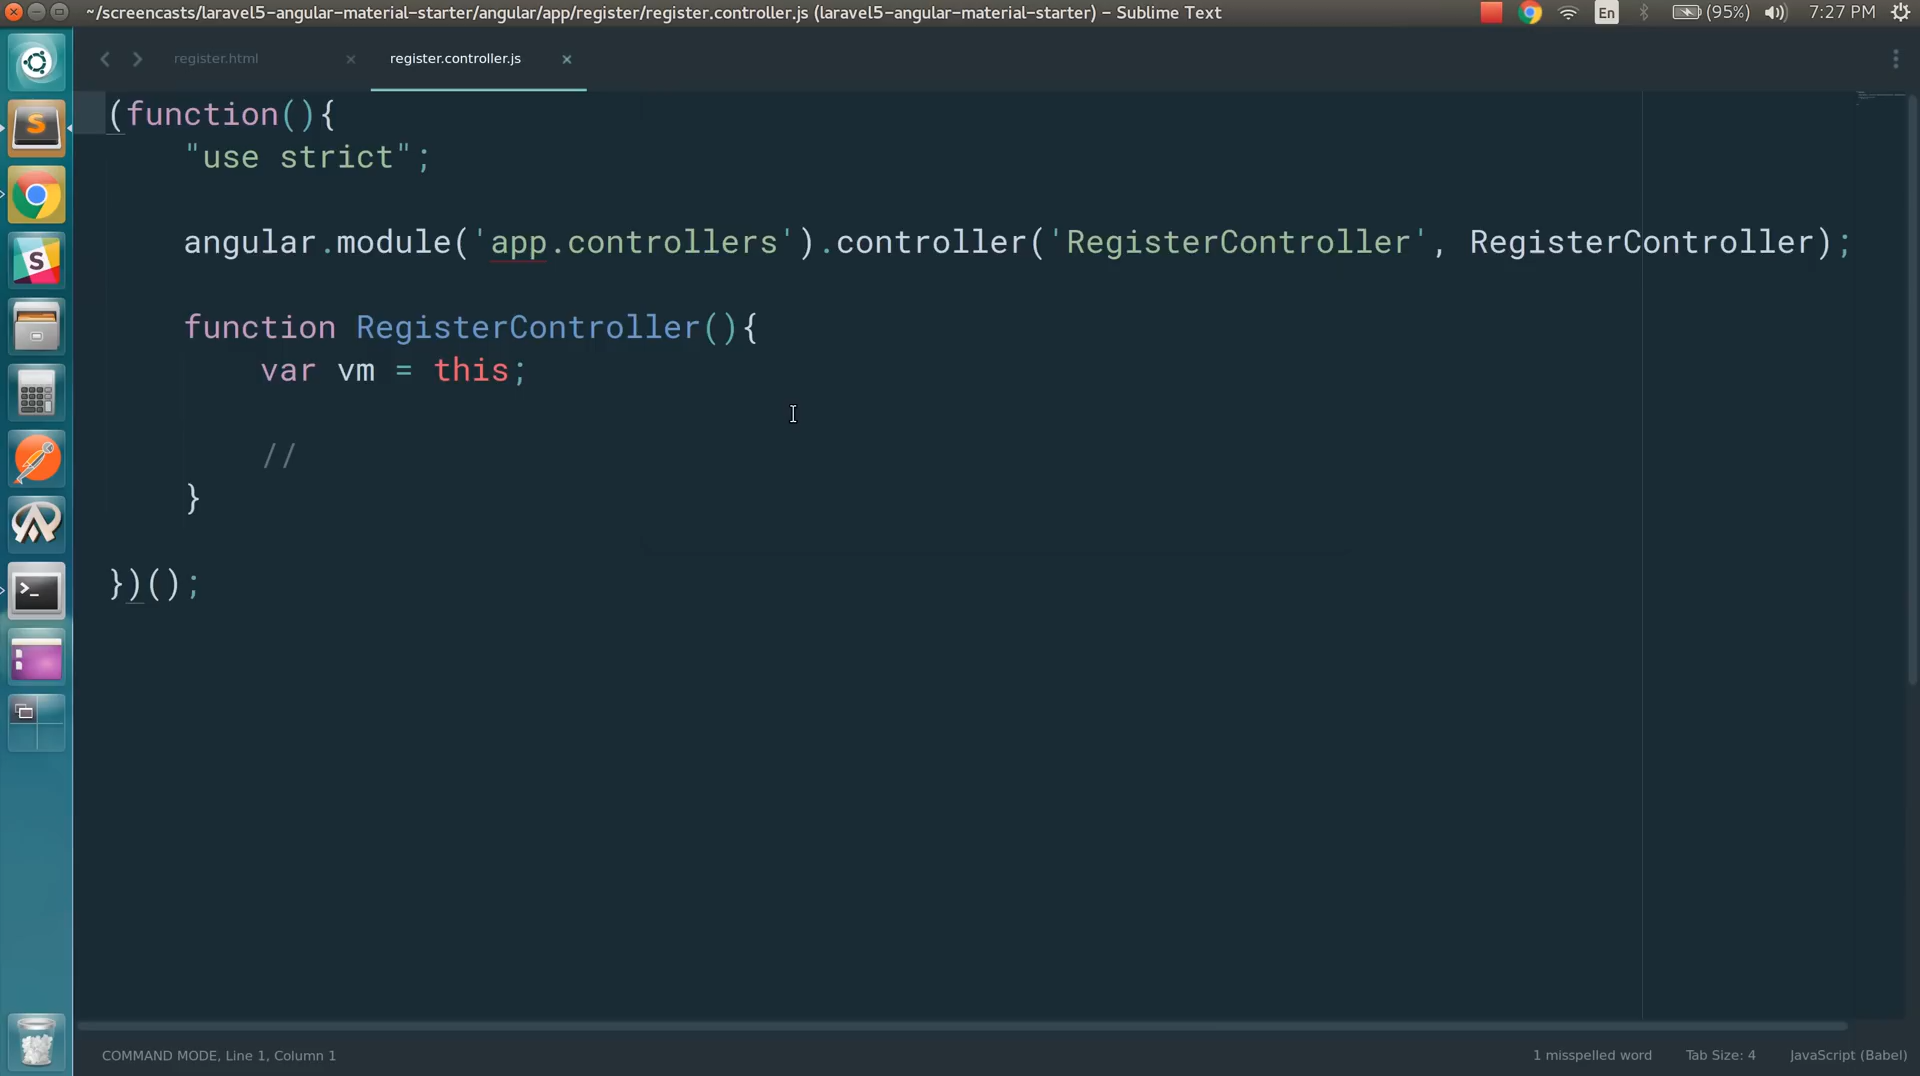 ~/screencasts/laravel5-angular-material-starter/angular/app/register/register.controller.js (laravel5-angular-material-starter) – Sublime Text
En
(95%)
7:27 PM
register.html
register.controller.js
(function(){
"use strict";
angular.module('app.controllers').controller('RegisterController', RegisterController);
function RegisterController(){
var vm = this;
//
}
})();
COMMAND MODE, Line 1, Column 1
1 misspelled word
Tab Size: 4
JavaScript (Babel)